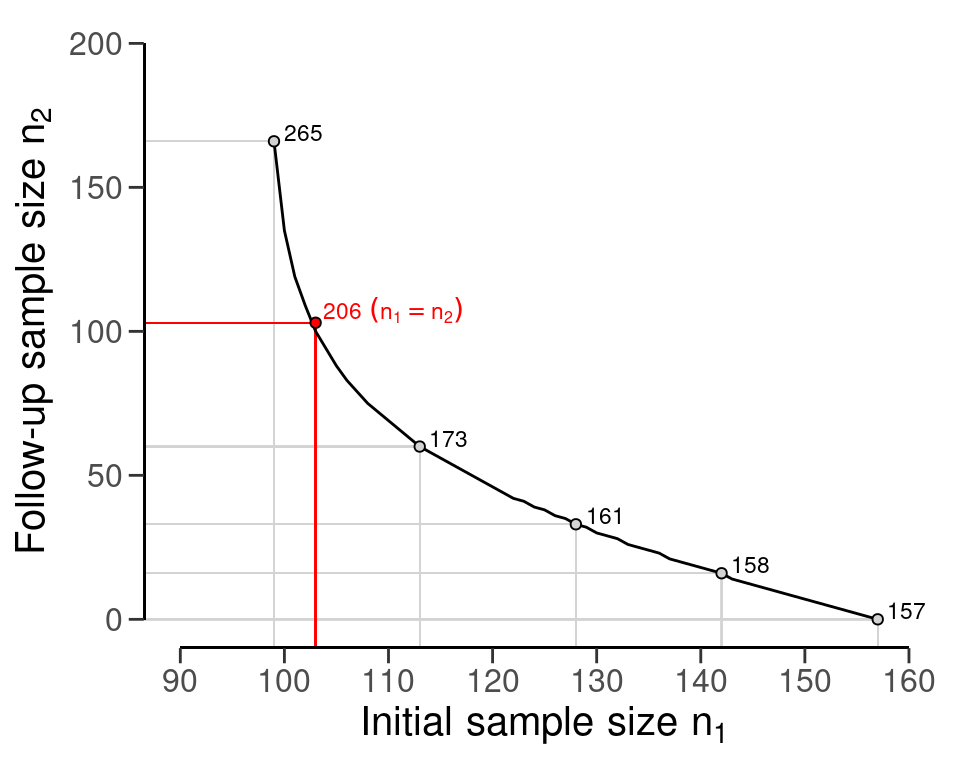 200
150
100
50
0
Follow-up sample size n₂
265
206 (n₁ = n₂)
173
161
158
157
90 100 110 120 130 140 150 160
Initial sample size n₁